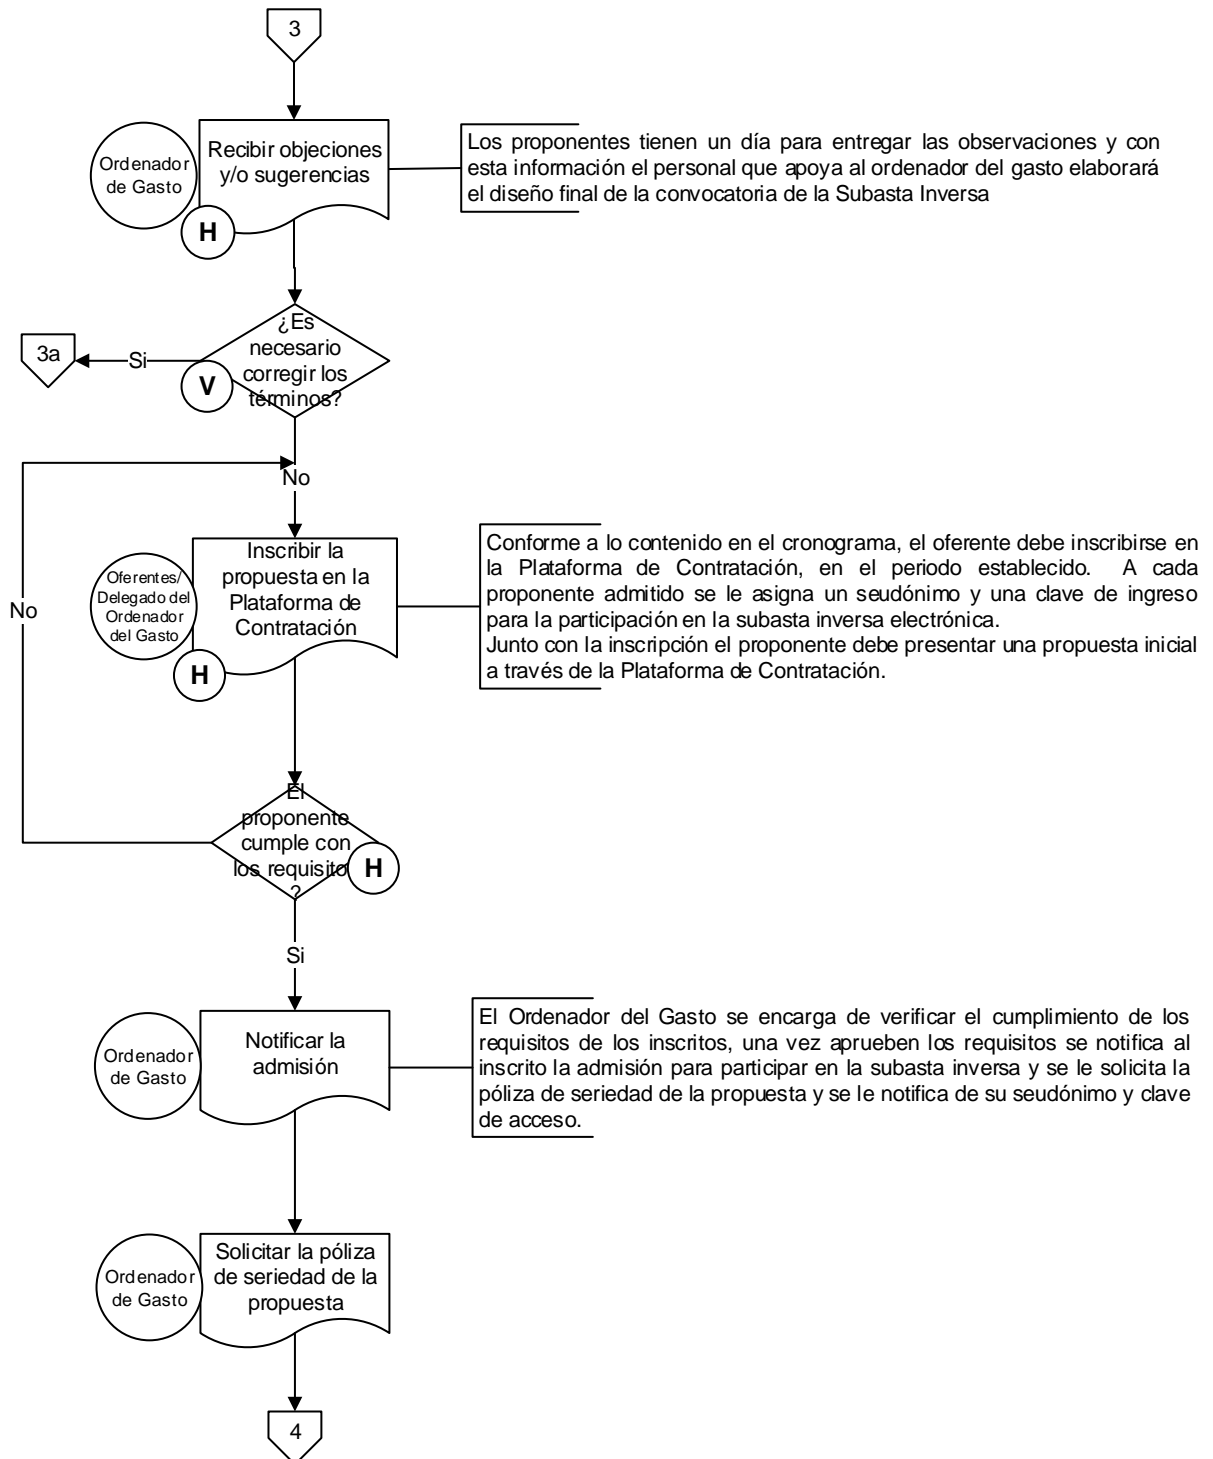 3
Ordenador
de Gasto
Recibir objeciones
y/o sugerencias
H
Los proponentes tienen un día para entregar las observaciones y con
esta información el personal que apoya al ordenador del gasto elaborará
el diseño final de la convocatoria de la Subasta Inversa
¿Es
necesario
corregir los
términos?
V
Si
3a
No
No
Oferentes/
Delegado del
Ordenador
del Gasto
Inscribir la
propuesta en la
Plataforma de
Contratación
H
Conforme a lo contenido en el cronograma, el oferente debe inscribirse en
la Plataforma de Contratación, en el periodo establecido. A cada
proponente admitido se le asigna un seudónimo y una clave de ingreso
para la participación en la subasta inversa electrónica.
Junto con la inscripción el proponente debe presentar una propuesta inicial
a través de la Plataforma de Contratación.
El
proponente
cumple con
los requisito
?
H
Si
Ordenador
de Gasto
Notificar la
admisión
El Ordenador del Gasto se encarga de verificar el cumplimiento de los
requisitos de los inscritos, una vez aprueben los requisitos se notifica al
inscrito la admisión para participar en la subasta inversa y se le solicita la
póliza de seriedad de la propuesta y se le notifica de su seudónimo y clave
de acceso.
Ordenador
de Gasto
Solicitar la póliza
de seriedad de la
propuesta
4